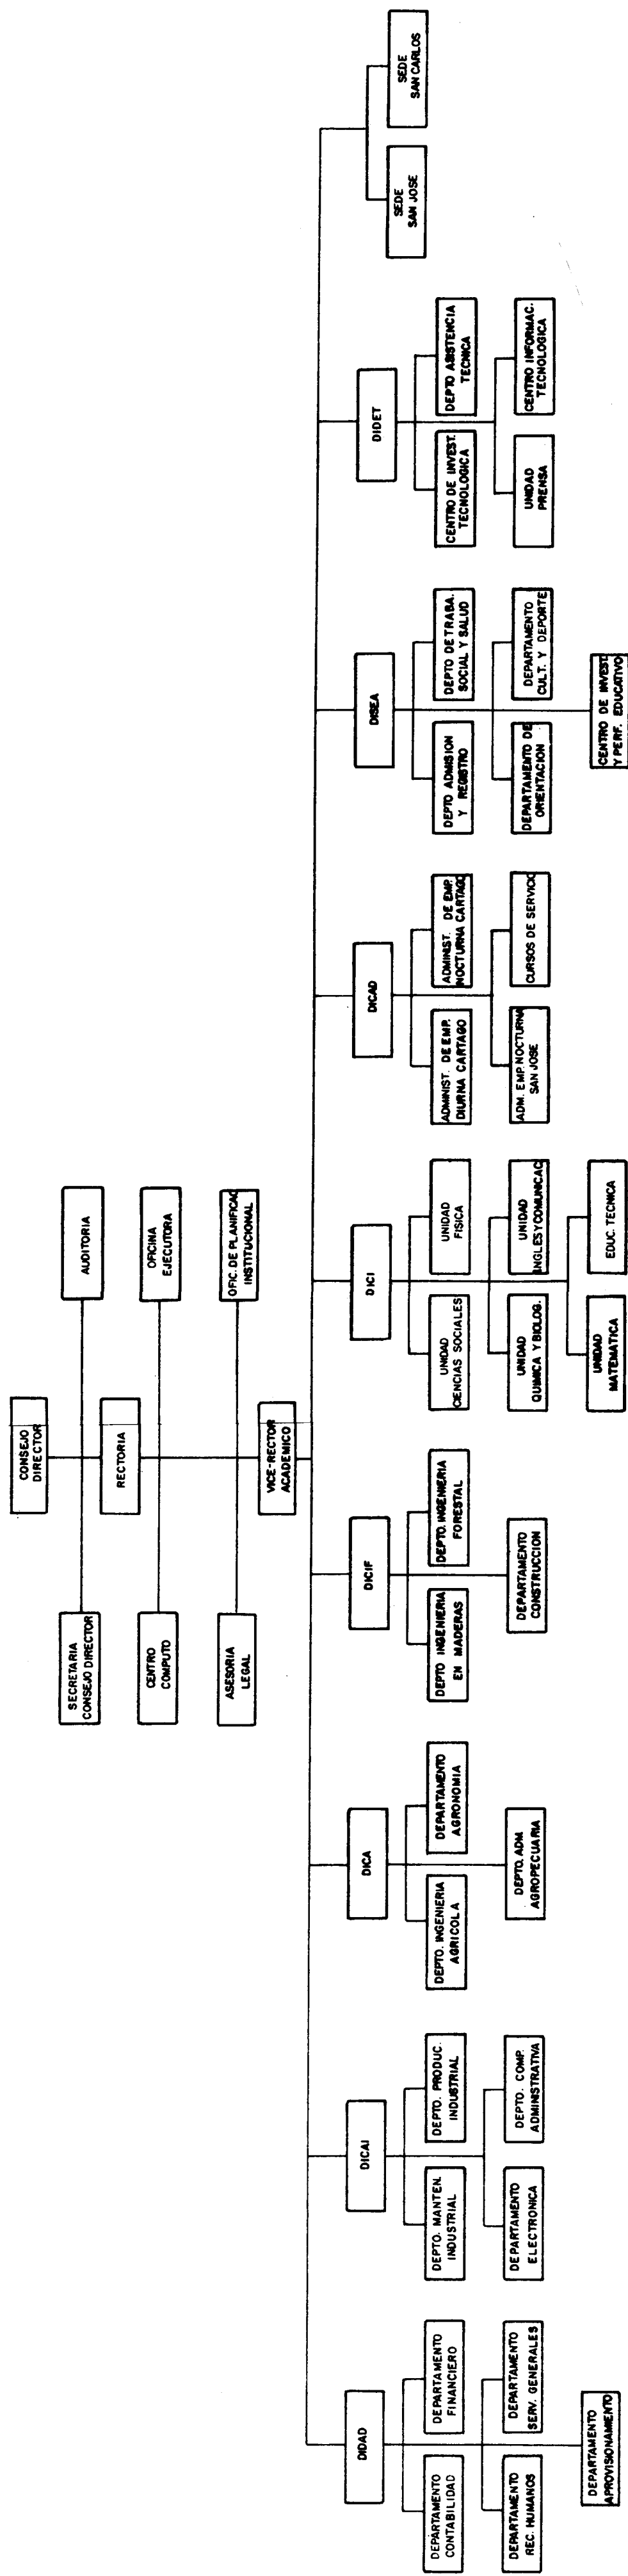 CONSEJO
DIRECTOR
SECRETARIA
CONSEJO DIRECTOR
AUDITORIA
RECTORIA
CENTRO
COMPUTO
OFICINA
EJECUTORA
ASESORIA
LEGAL
OFIC. DE PLANIFICAC
INSTITUCIONAL
VICE-RECTOR
ACADEMICO
DIDAD
DEPARTAMENTO
CONTABILIDAD
DEPARTAMENTO
FINANCIERO
DEPARTAMENTO
REC. HUMANOS
DEPARTAMENTO
SERV. GENERALES
DEPARTAMENTO
APROVISIONAMIENTO
DICAI
DEPTO. MANTEN.
INDUSTRIAL
DEPTO. PRODUC.
INDUSTRIAL
DEPARTAMENTO
ELECTRONICA
DEPTO. COMP.
ADMINISTRATIVA
DICA
DEPTO. INGENIERIA
AGRICOLA
DEPARTAMENTO
AGRONOMIA
DEPTO. ADM.
AGROPECUARIA
DICIF
DEPTO INGENIERIA
EN MADERAS
DEPTO. INGENIERIA
FORESTAL
DEPARTAMENTO
CONSTRUCCION
DICI
UNIDAD
CIENCIAS SOCIALES
UNIDAD
FISICA
UNIDAD
QUIMICA Y BIOLOG.
UNIDAD
INGLES Y COMUNICAC
UNIDAD
MATEMATICA
EDUC. TECNICA
DICAD
ADMINIST. DE EMP.
DIURNA CARTAGO
ADMINIST. DE EMP.
NOCTURNA CARTAGO
ADM. EMP. NOCTURNA
SAN JOSE
CURSOS DE SERVICIO
DISEA
DEPTO ADMISION
Y REGISTRO
DEPTO DE TRABA.
SOCIAL Y SALUD
DEPARTAMENTO DE
ORIENTACION
DEPARTAMENTO
CULT. Y DEPORTE
CENTRO DE INVEST.
Y PERF. EDUCATIVO
DIDET
CENTRO DE INVEST.
TECNOLOGICA
DEPTO ASISTENCIA
TECNICA
UNIDAD
PRENSA
CENTRO INFORMAC.
TECNOLOGICA
SEDE
SAN JOSE
SEDE
SAN CARLOS